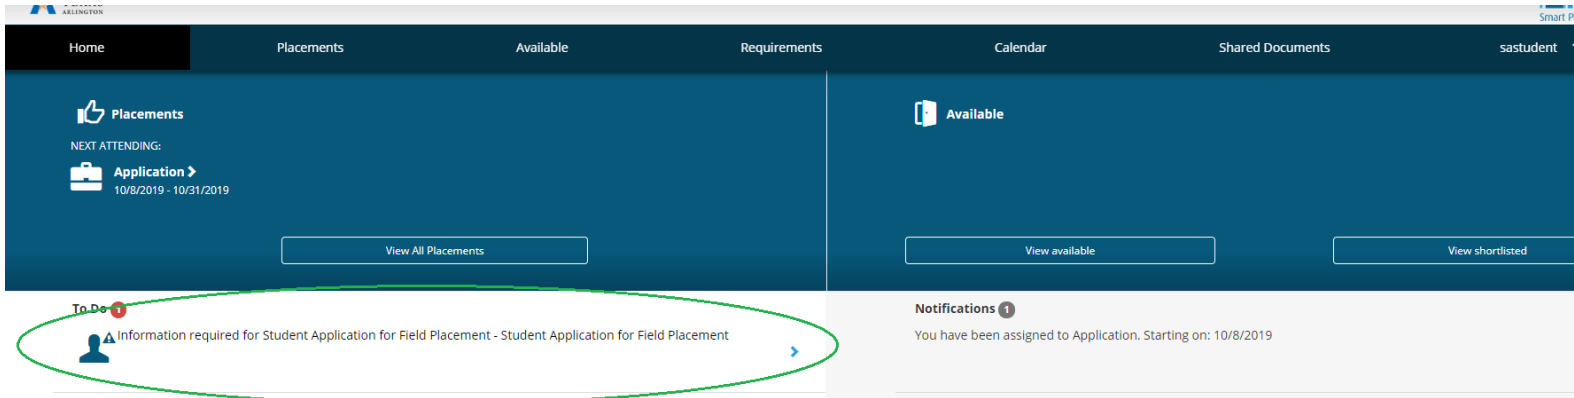 ARLINGTON
Smart P
Home Placements Available Requirements Calendar Shared Documents sastudent
Placements
NEXT ATTENDING:
Application
10/8/2019 - 10/31/2019
View All Placements
Available
View available View shortlisted
To Do 1
Information required for Student Application for Field Placement - Student Application for Field Placement
Notifications 1
You have been assigned to Application. Starting on: 10/8/2019